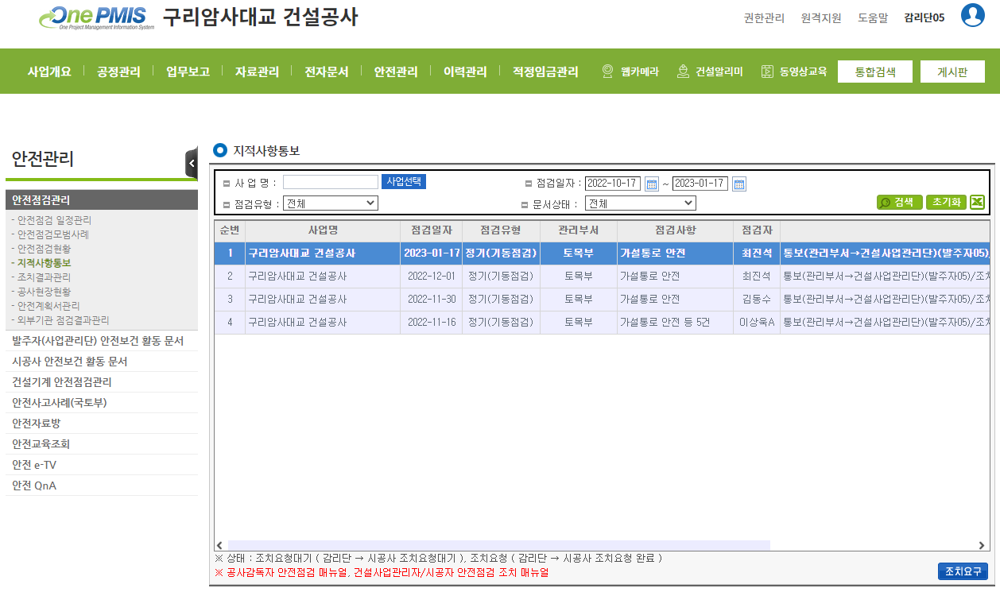 One PMIS
One Project Management Information System
구리암사대교 건설공사
권한관리 원격지원 도움말 감리단05
사업개요 공정관리 업무보고 자료관리 전자문서 안전관리 이력관리 적정임금관리 웹카메라 건설알리미 동영상교육 통합검색 게시판
안전관리
안전점검관리
- 안전점검 일정관리
- 안전점검모범사례
- 안전점검현황
- 지적사항통보
- 조치결과관리
- 공사현장현황
- 안전계획서관리
- 외부기관 점검결과관리
발주자(사업관리단) 안전보건 활동 문서
시공사 안전보건 활동 문서
건설기계 안전점검관리
안전사고사례(국토부)
안전자료방
안전교육조회
안전 e-TV
안전 QnA
지적사항통보
사 업 명 : 사업선택 점검일자 : 2022-10-17 ~ 2023-01-17
점검유형 : 전체 문서상태 : 전체 검색 초기화
순번 사업명 점검일자 점검유형 관리부서 점검사항 점검자
1 구리암사대교 건설공사 2023-01-17 정기(기동점검) 토목부 가설통로 안전 최진석 통보(관리부서→건설사업관리단)(발주자05)
2 구리암사대교 건설공사 2022-12-01 정기(기동점검) 토목부 가설통로 안전 최진석 통보(관리부서→건설사업관리단)(발주자05)/조치
3 구리암사대교 건설공사 2022-11-30 정기(기동점검) 토목부 가설통로 안전 김동수 통보(관리부서→건설사업관리단)(발주자05)/조치
4 구리암사대교 건설공사 2022-11-16 정기(기동점검) 토목부 가설통로 안전 등 5건 이상욱A 통보(관리부서→건설사업관리단)(발주자05)/조치
※ 상태 : 조치요청대기 ( 감리단 → 시공사 조치요청대기 ), 조치요청 ( 감리단 → 시공사 조치요청 완료 )
※ 공사감독자 안전점검 매뉴얼, 건설사업관리자/시공자 안전점검 조치 매뉴얼
조치요구